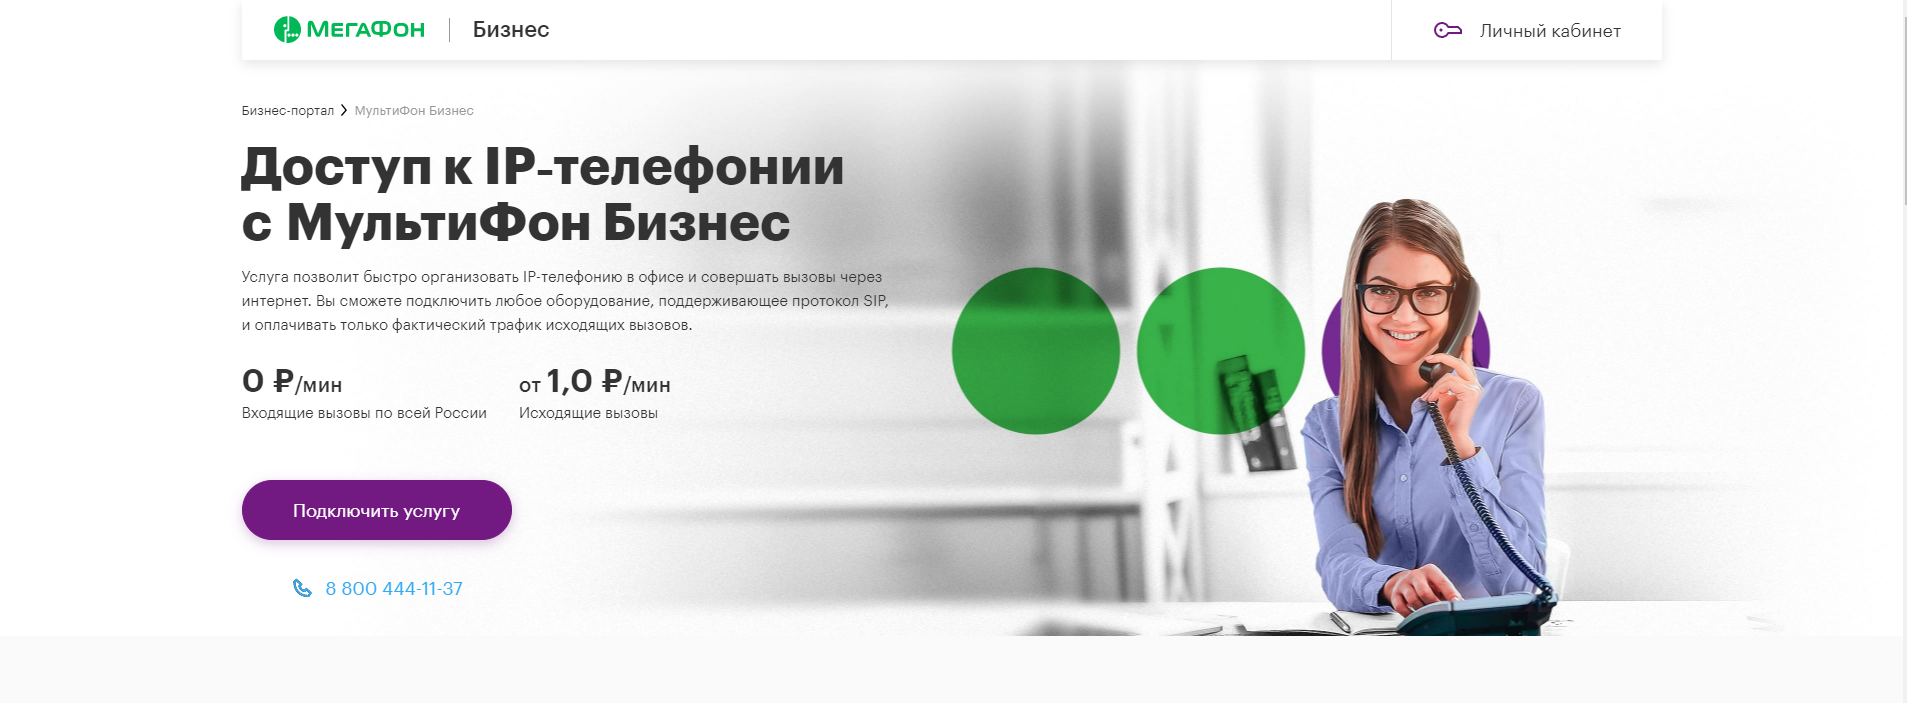 МЕГАФОН
Бизнес
Личный кабинет
Бизнес-портал
МультиФон Бизнес
Доступ к IP-телефонии
с МультиФон Бизнес
Услуга позволит быстро организовать IP-телефонию в офисе и совершать вызовы через
интернет. Вы сможете подключить любое оборудование, поддерживающее протокол SIP,
и оплачивать только фактический трафик исходящих вызовов.
0 ₽/мин
Входящие вызовы по всей России
от 1,0 ₽/мин
Исходящие вызовы
Подключить услугу
8 800 444-11-37